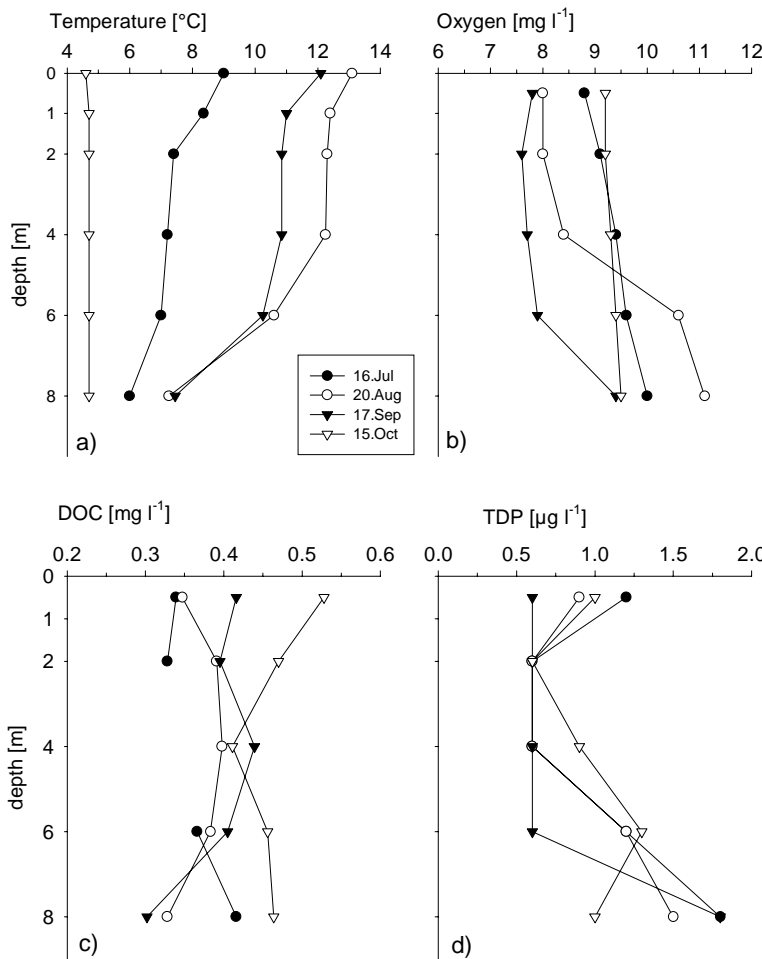 Temperature [°C]
4 6 8 10 12 14
0
1
2
4
6
8
depth [m]
16.Jul
20.Aug
17.Sep
15.Oct
a)
Oxygen [mg l-1]
6 7 8 9 10 11 12
b)
DOC [mg l-1]
0.2 0.3 0.4 0.5 0.6
0
1
2
4
6
8
depth [m]
c)
TDP [µg l-1]
0.0 0.5 1.0 1.5 2.0
d)